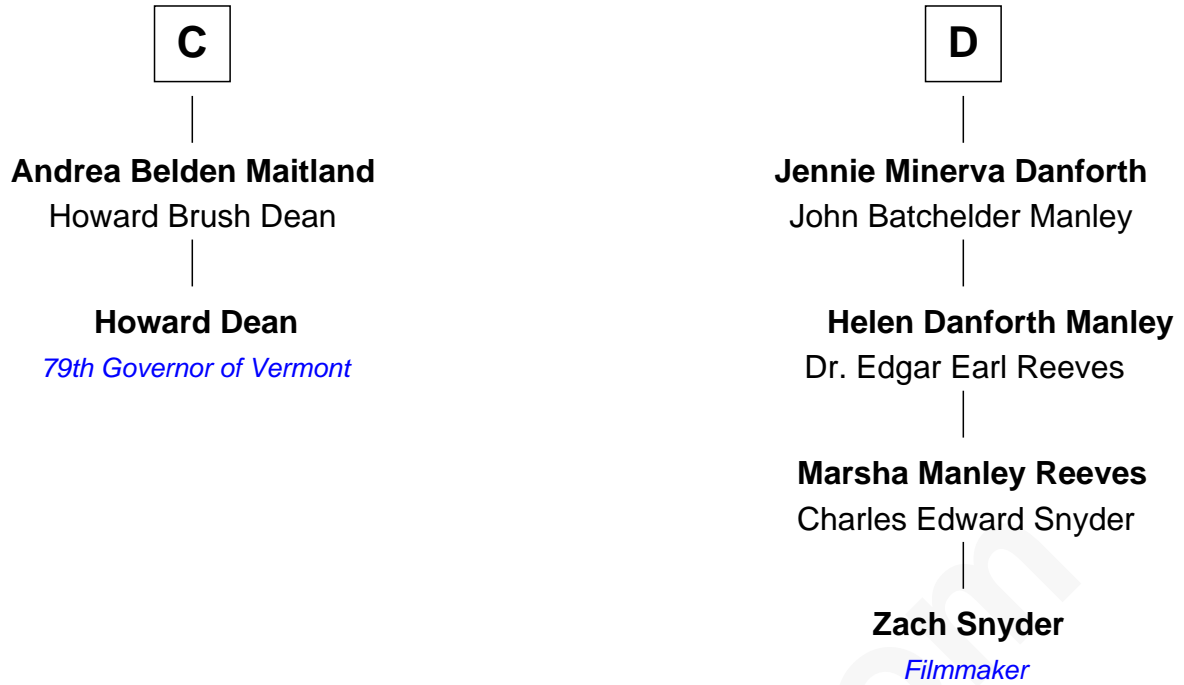 C
Andrea Belden Maitland
Howard Brush Dean
Howard Dean
79th Governor of Vermont
D
Jennie Minerva Danforth
John Batchelder Manley
Helen Danforth Manley
Dr. Edgar Earl Reeves
Marsha Manley Reeves
Charles Edward Snyder
Zach Snyder
Filmmaker